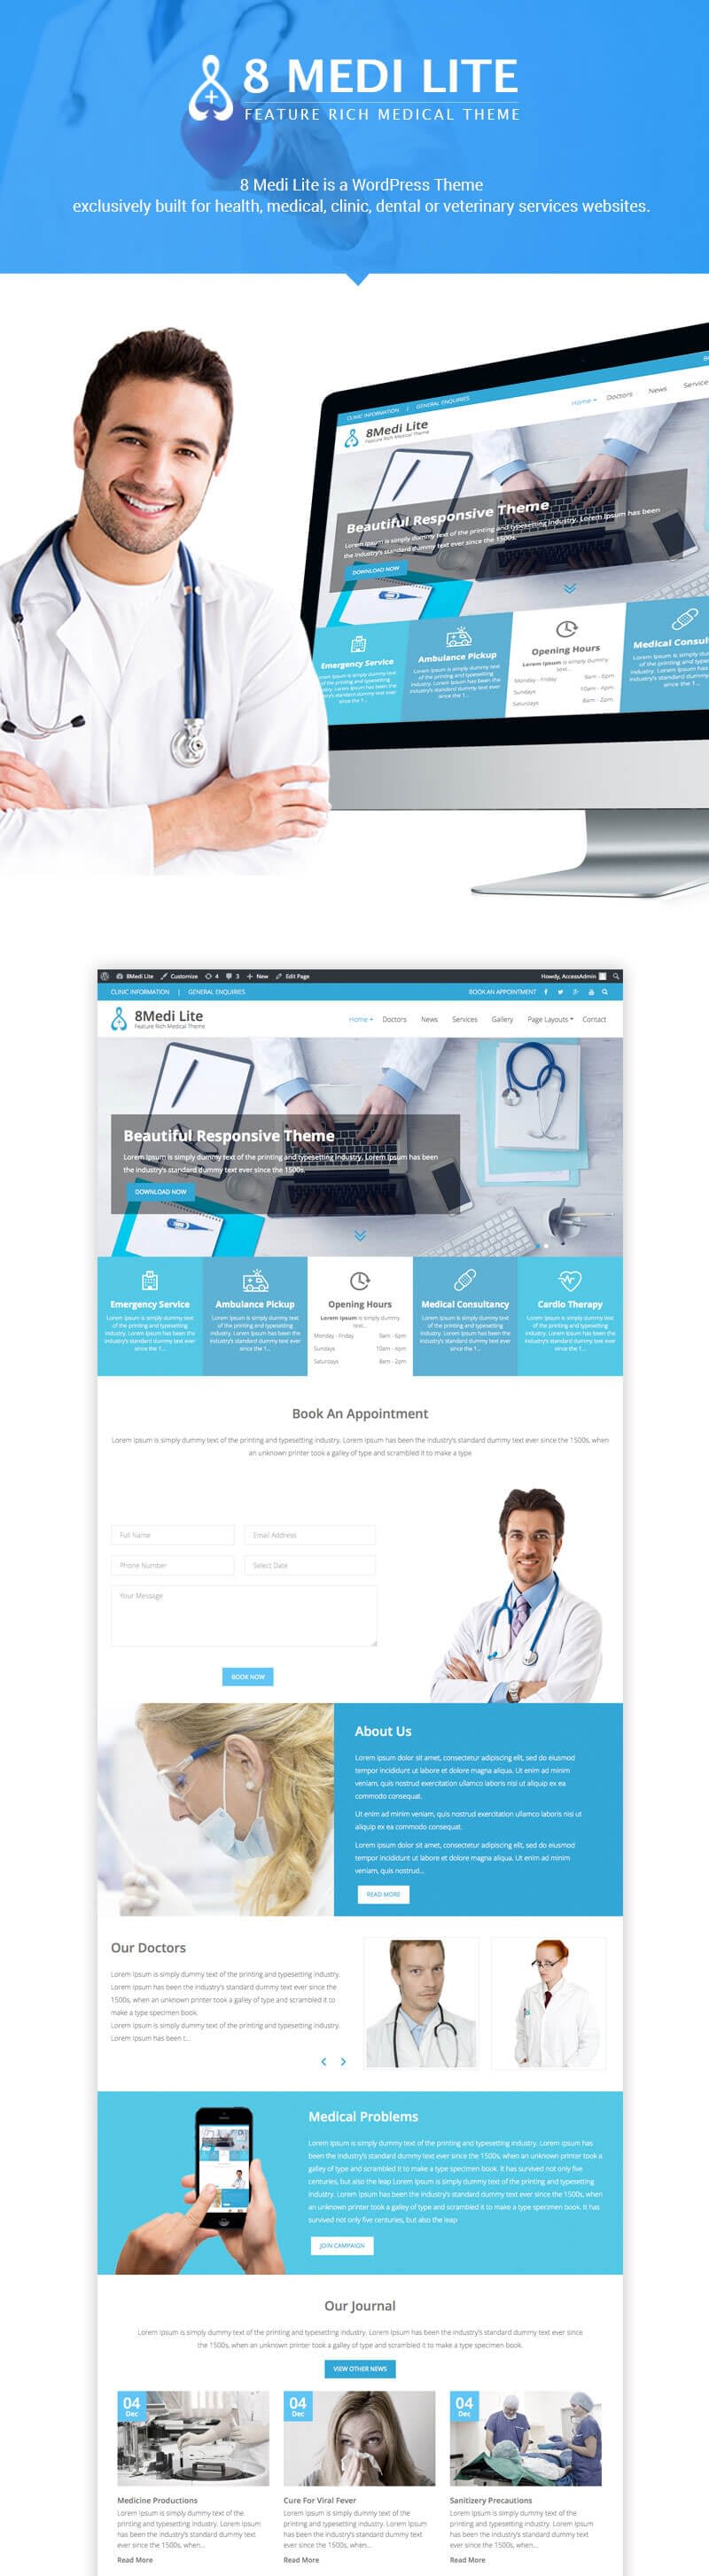 8 MEDI LITE
FEATURE RICH MEDICAL THEME
8 Medi Lite is a WordPress Theme
exclusively built for health, medical, clinic, dental or veterinary services websites.
CLINIC INFORMATION | GENERAL ENQUIRIES
8Medi Lite
Feature Rich Medical Theme
Home Doctors News Service
Beautiful Responsive Theme
Lorem Ipsum is simply dummy text of the printing and typesetting industry. Lorem Ipsum has been
the industry's standard dummy text ever since the 1500s.
DOWNLOAD NOW
Emergency Service
Ambulance Pickup
Opening Hours
Medical Consul
Lorem Ipsum is simply dummy
text...
Monday - Friday 9am - 6pm
Sundays 10am - 4pm
Saturdays 8am - 2pm
8Medi Lite Customize 4 3 New Edit Page Howdy, AccessAdmin
CLINIC INFORMATION | GENERAL ENQUIRIES BOOK AN APPOINTMENT
8Medi Lite
Feature Rich Medical Theme
Home Doctors News Services Gallery Page Layouts Contact
Beautiful Responsive Theme
Lorem Ipsum is simply dummy text of the printing and typesetting industry. Lorem Ipsum has been
the industry's standard dummy text ever since the 1500s.
DOWNLOAD NOW
Emergency Service
Lorem Ipsum is simply dummy text
of the printing and typesetting
industry. Lorem Ipsum has been the
industry's standard dummy text ever
since the 1...
Ambulance Pickup
Lorem Ipsum is simply dummy text
of the printing and typesetting
industry. Lorem Ipsum has been the
industry's standard dummy text ever
since the 1...
Opening Hours
Lorem Ipsum is simply dummy
text...
Monday - Friday 9am - 6pm
Sundays 10am - 4pm
Saturdays 8am - 2pm
Medical Consultancy
Lorem Ipsum is simply dummy text
of the printing and typesetting
industry. Lorem Ipsum has been the
industry's standard dummy text ever
since the 1...
Cardio Therapy
Lorem Ipsum is simply dummy text
of the printing and typesetting
industry. Lorem Ipsum has been the
industry's standard dummy text ever
since the 1...
Book An Appointment
Lorem Ipsum is simply dummy text of the printing and typesetting industry. Lorem Ipsum has been the industry's standard dummy text ever since the 1500s, when
an unknown printer took a galley of type and scrambled it to make a type
Full Name Email Address
Phone Number Select Date
Your Message
BOOK NOW
About Us
Lorem ipsum dolor sit amet, consectetur adipiscing elit, sed do eiusmod
tempor incididunt ut labore et dolore magna aliqua. Ut enim ad minim
veniam, quis nostrud exercitation ullamco laboris nisi ut aliquip ex ea
commodo consequat.
Ut enim ad minim veniam, quis nostrud exercitation ullamco laboris nisi ut
aliquip ex ea commodo consequat.
Lorem ipsum dolor sit amet, consectetur adipiscing elit, sed do eiusmod
tempor incididunt ut labore et dolore magna aliqua. Ut enim ad minim
veniam, quis nostrud...
READ MORE
Our Doctors
Lorem Ipsum is simply dummy text of the printing and typesetting industry.
Lorem Ipsum has been the industry's standard dummy text ever since the
1500s, when an unknown printer took a galley of type and scrambled it to
make a type specimen book.
Lorem Ipsum is simply dummy text of the printing and typesetting industry.
Lorem Ipsum has been t...
Medical Problems
Lorem Ipsum is simply dummy text of the printing and typesetting industry. Lorem Ipsum has
been the industry's standard dummy text ever since the 1500s, when an unknown printer took a
galley of type and scrambled it to make a type specimen book. It has survived not only five
centuries, but also the leap Lorem Ipsum is simply dummy text of the printing and typesetting
industry. Lorem Ipsum has been the industry's standard dummy text ever since the 1500s, when
an unknown printer took a galley of type and scrambled it to make a type specimen book. It has
survived not only five centuries, but also the leap
JOIN CAMPAIGN
Our Journal
Lorem Ipsum is simply dummy text of the printing and typesetting industry. Lorem Ipsum has been the industry's standard dummy text ever since
the 1500s, when an unknown printer took a galley of type and scrambled it to make a type specimen book.
VIEW OTHER NEWS
04
Dec
04
Dec
04
Dec
Medicine Productions
Lorem Ipsum is simply dummy text of the
printing and typesetting industry. Lorem Ipsum
has been the industry's standard dummy text
ever since the 1500s, when...
Read More
Cure For Viral Fever
Lorem Ipsum is simply dummy text of the
printing and typesetting industry. Lorem Ipsum
has been the industry's standard dummy text
ever since the 1500s, when...
Read More
Sanitizery Precautions
Lorem Ipsum is simply dummy text of the
printing and typesetting industry. Lorem Ipsum
has been the industry's standard dummy text
ever since the 1500s, when...
Read More